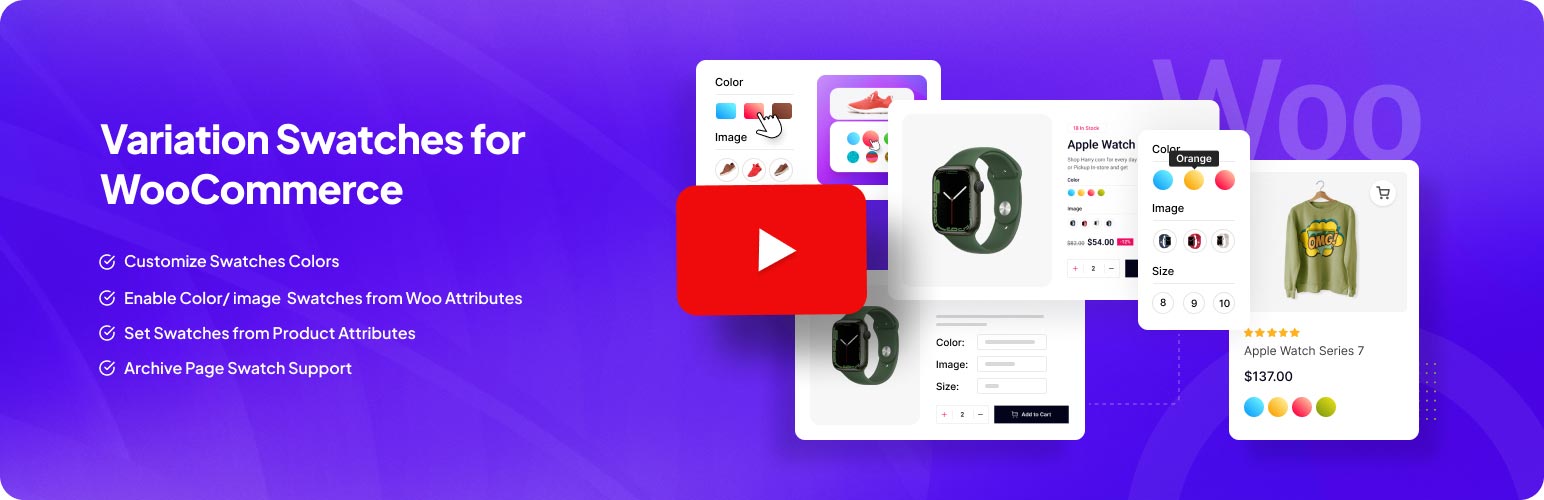 Variation Swatches for
WooCommerce
Customize Swatches Colors
Enable Color/ image Swatches from Woo Attributes
Set Swatches from Product Attributes
Archive Page Swatch Support
Color
Image
18 In Stock
Apple Watch
Shop Harry.com for every day
or Pickup in-store and get
Color
Image
$82.00 $54.00 -12%
+ 2 −
Color:
Image:
Size:
+ 2 − Add to Cart
Woo
Color
Orange
Image
Size
8 9 10
OMG!
Apple Watch Series 7
$137.00